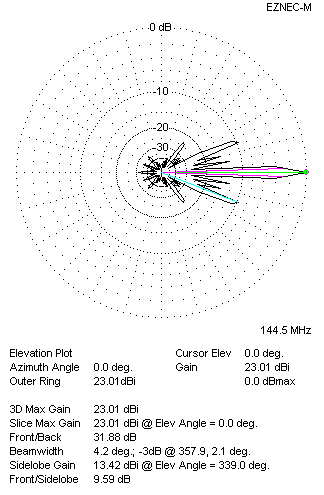 EZNEC-M
0 dB
-10
-20
-30
144.5 MHz
Elevation Plot Cursor Elev 0.0 deg.
Azimuth Angle 0.0 deg. Gain 23.01 dBi
Outer Ring 23.01dBi 0.0 dBmax
3D Max Gain 23.01 dBi
Slice Max Gain 23.01 dBi @ Elev Angle = 0.0 deg.
Front/Back 31.88 dB
Beamwidth 4.2 deg.; -3dB @ 357.9, 2.1 deg.
Sidelobe Gain 13.42 dBi @ Elev Angle = 339.0 deg.
Front/Sidelobe 9.59 dB